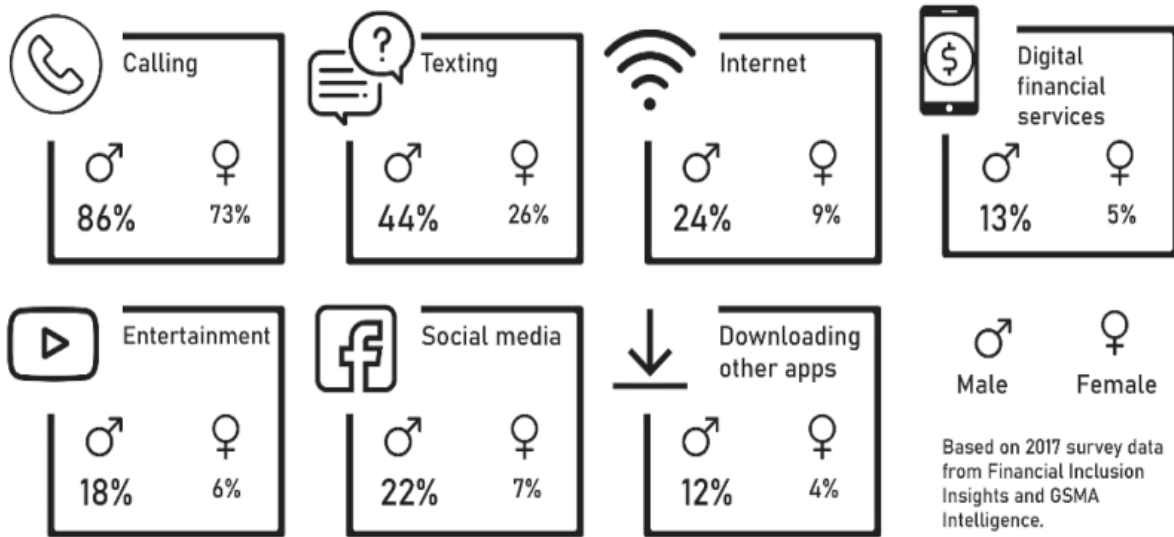 Calling
86% 73%
?
Texting
44% 26%
Internet
24% 9%
$
Digital
financial
services
13% 5%
Entertainment
18% 6%
f
Social media
22% 7%
Downloading
other apps
12% 4%
Male Female
Based on 2017 survey data
from Financial Inclusion
Insights and GSMA
Intelligence.